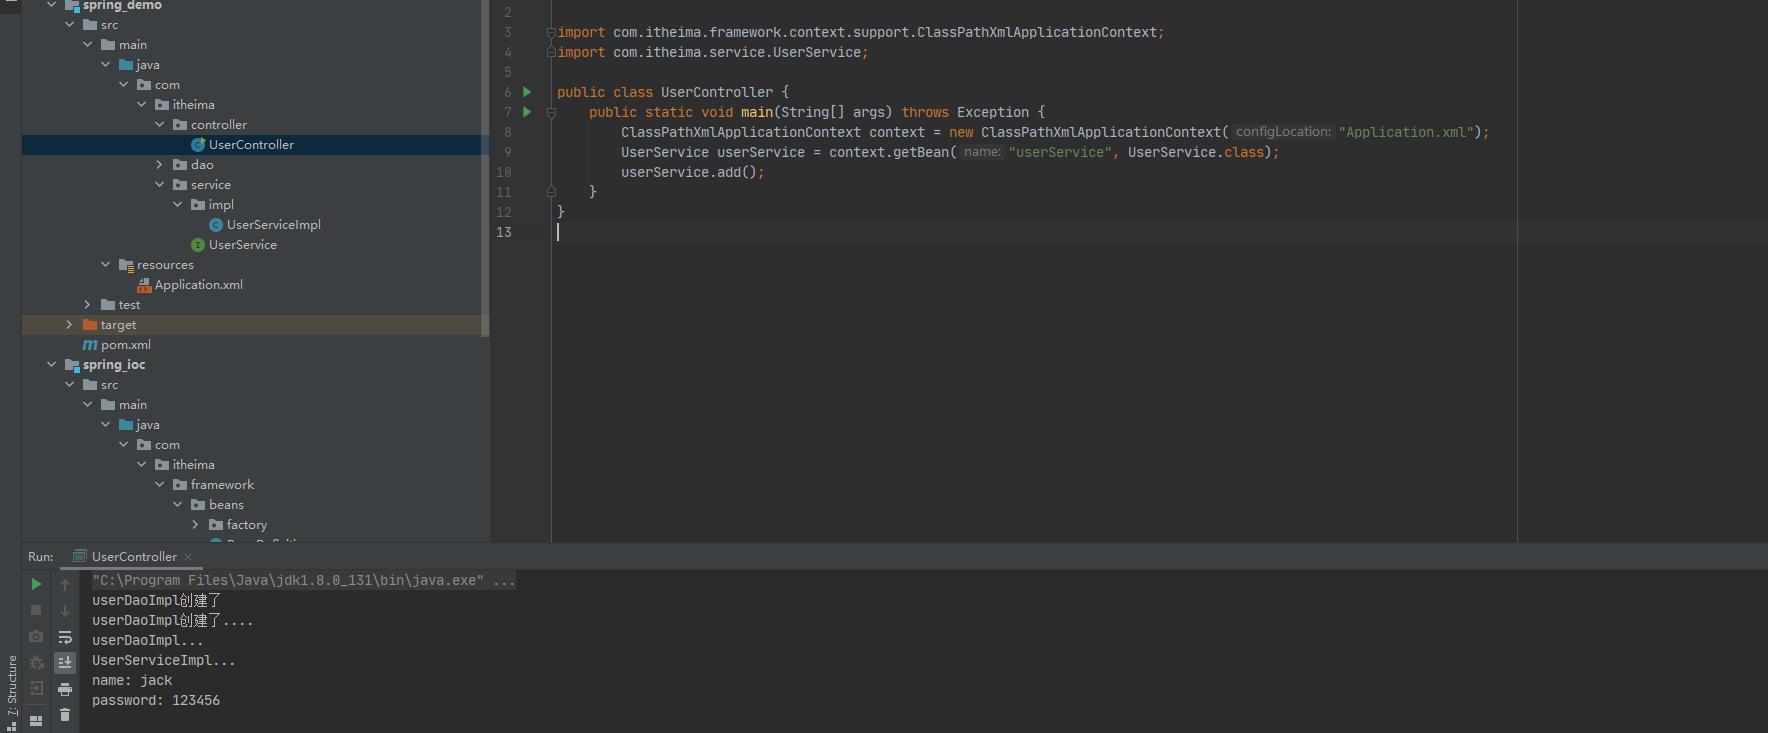 spring_demo
src
main
java
com
itheima
controller
UserController
dao
service
impl
UserServiceImpl
UserService
resources
Application.xml
test
target
pom.xml
spring_ioc
src
main
java
com
itheima
framework
beans
factory
2
3 import com.itheima.framework.context.support.ClassPathXmlApplicationContext;
4 import com.itheima.service.UserService;
5
6 public class UserController {
7 public static void main(String[] args) throws Exception {
8 ClassPathXmlApplicationContext context = new ClassPathXmlApplicationContext( configLocation: "Application.xml");
9 UserService userService = context.getBean( name: "userService", UserService.class);
10 userService.add();
11 }
12 }
13
Run: UserController
"C:\Program Files\Java\jdk1.8.0_131\bin\java.exe" ...
userDaoImpl创建了
userDaoImpl创建了....
userDaoImpl...
UserServiceImpl...
name: jack
password: 123456
7: Structure